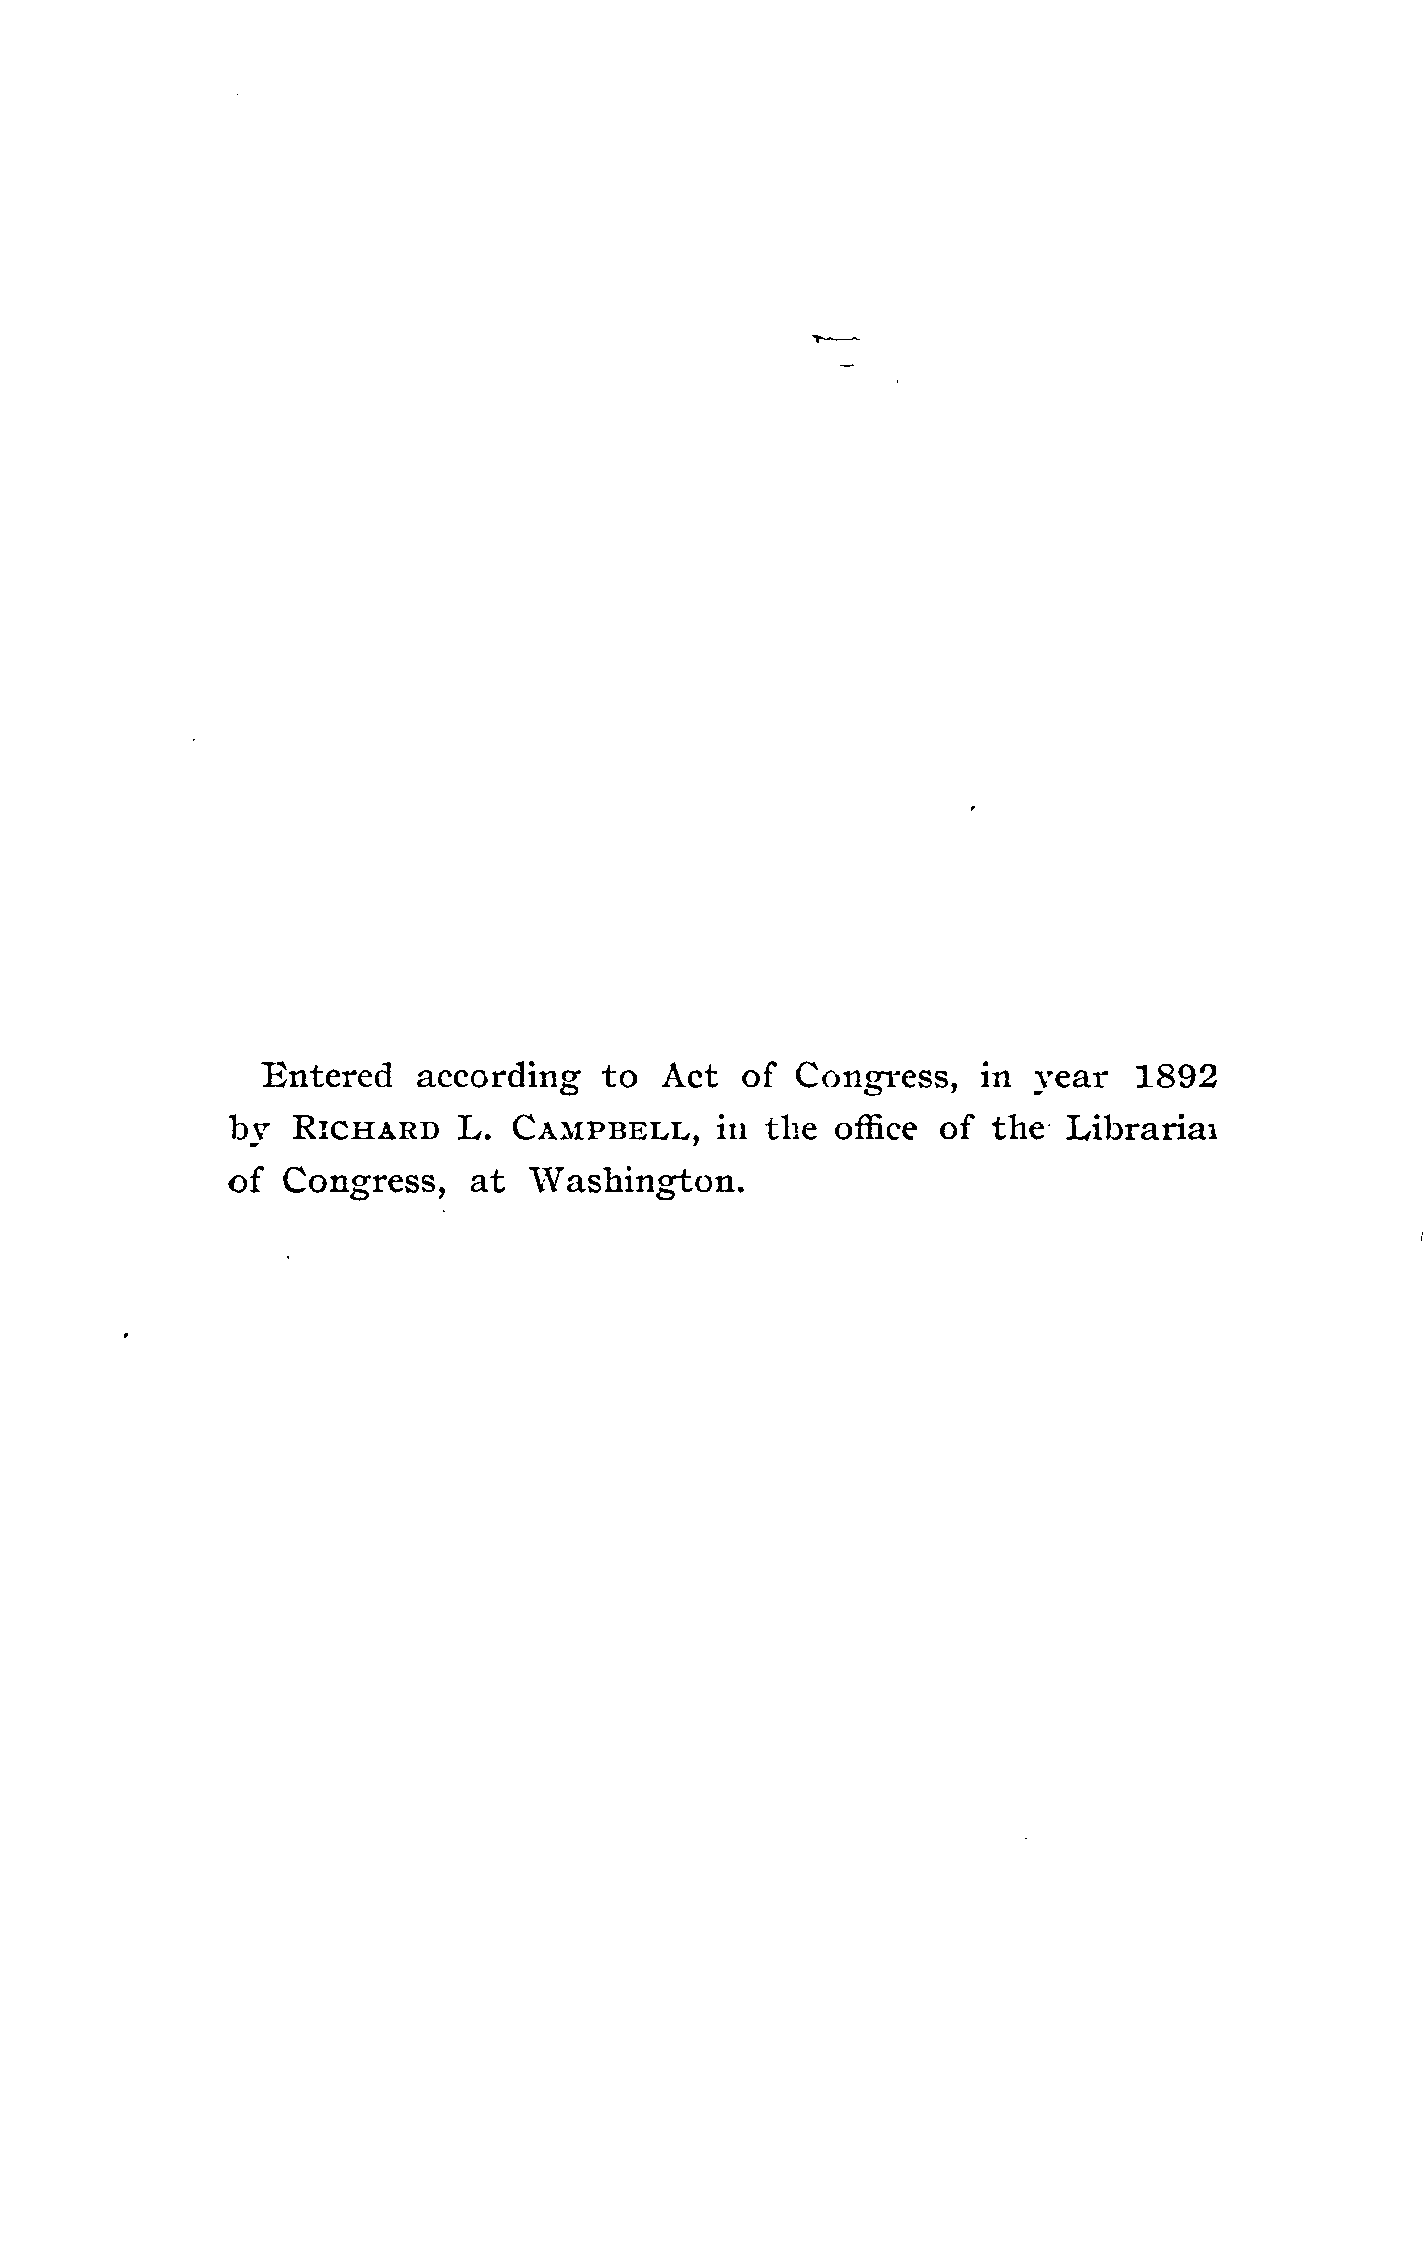 Entered according to Act of Congress, in year 1892
by RICHARD L. CAMPBELL, in the office of the Librarian
of Congress, at Washington.